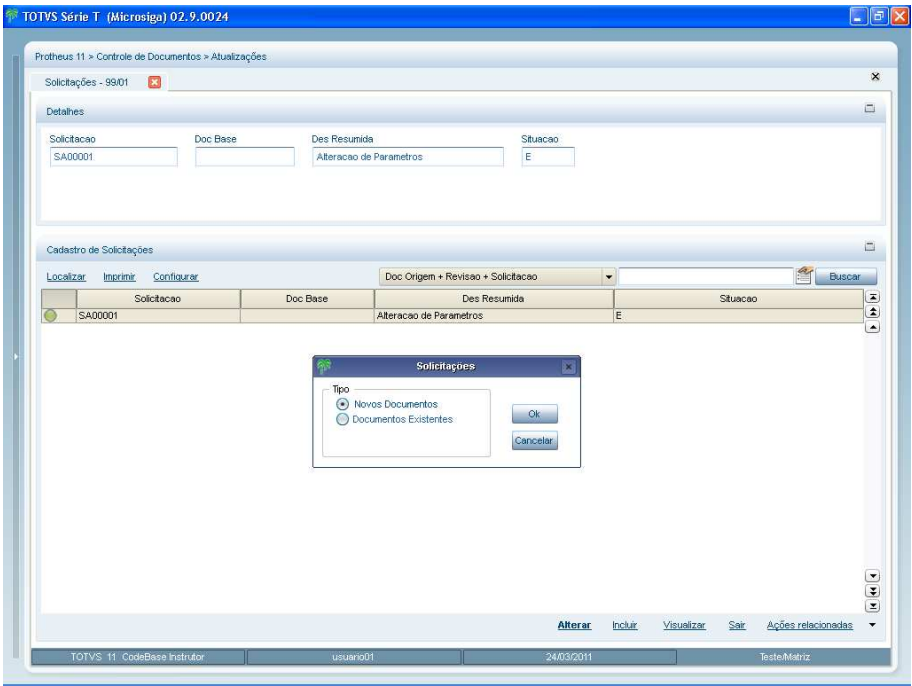 TOTVS Série T (Microsiga) 02.9.0024
Protheus 11 > Controle de Documentos > Atualizações
Solicitações - 99/01
Detalhes
Solicitacao Doc Base Des Resumida Situacao
SA00001 Alteracao de Parametros E
Cadastro de Solicitações
Localizar Imprimir Configurar Doc Origem + Revisao + Solicitacao Buscar
Solicitacao Doc Base Des Resumida Situacao
SA00001 Alteracao de Parametros E
Solicitações
Tipo
Novos Documentos
Documentos Existentes
Ok
Cancelar
Alterar Incluir Visualizar Sair Ações relacionadas
TOTVS 11 CodeBase Instrutor usuario01 24/03/2011 Teste/Matriz